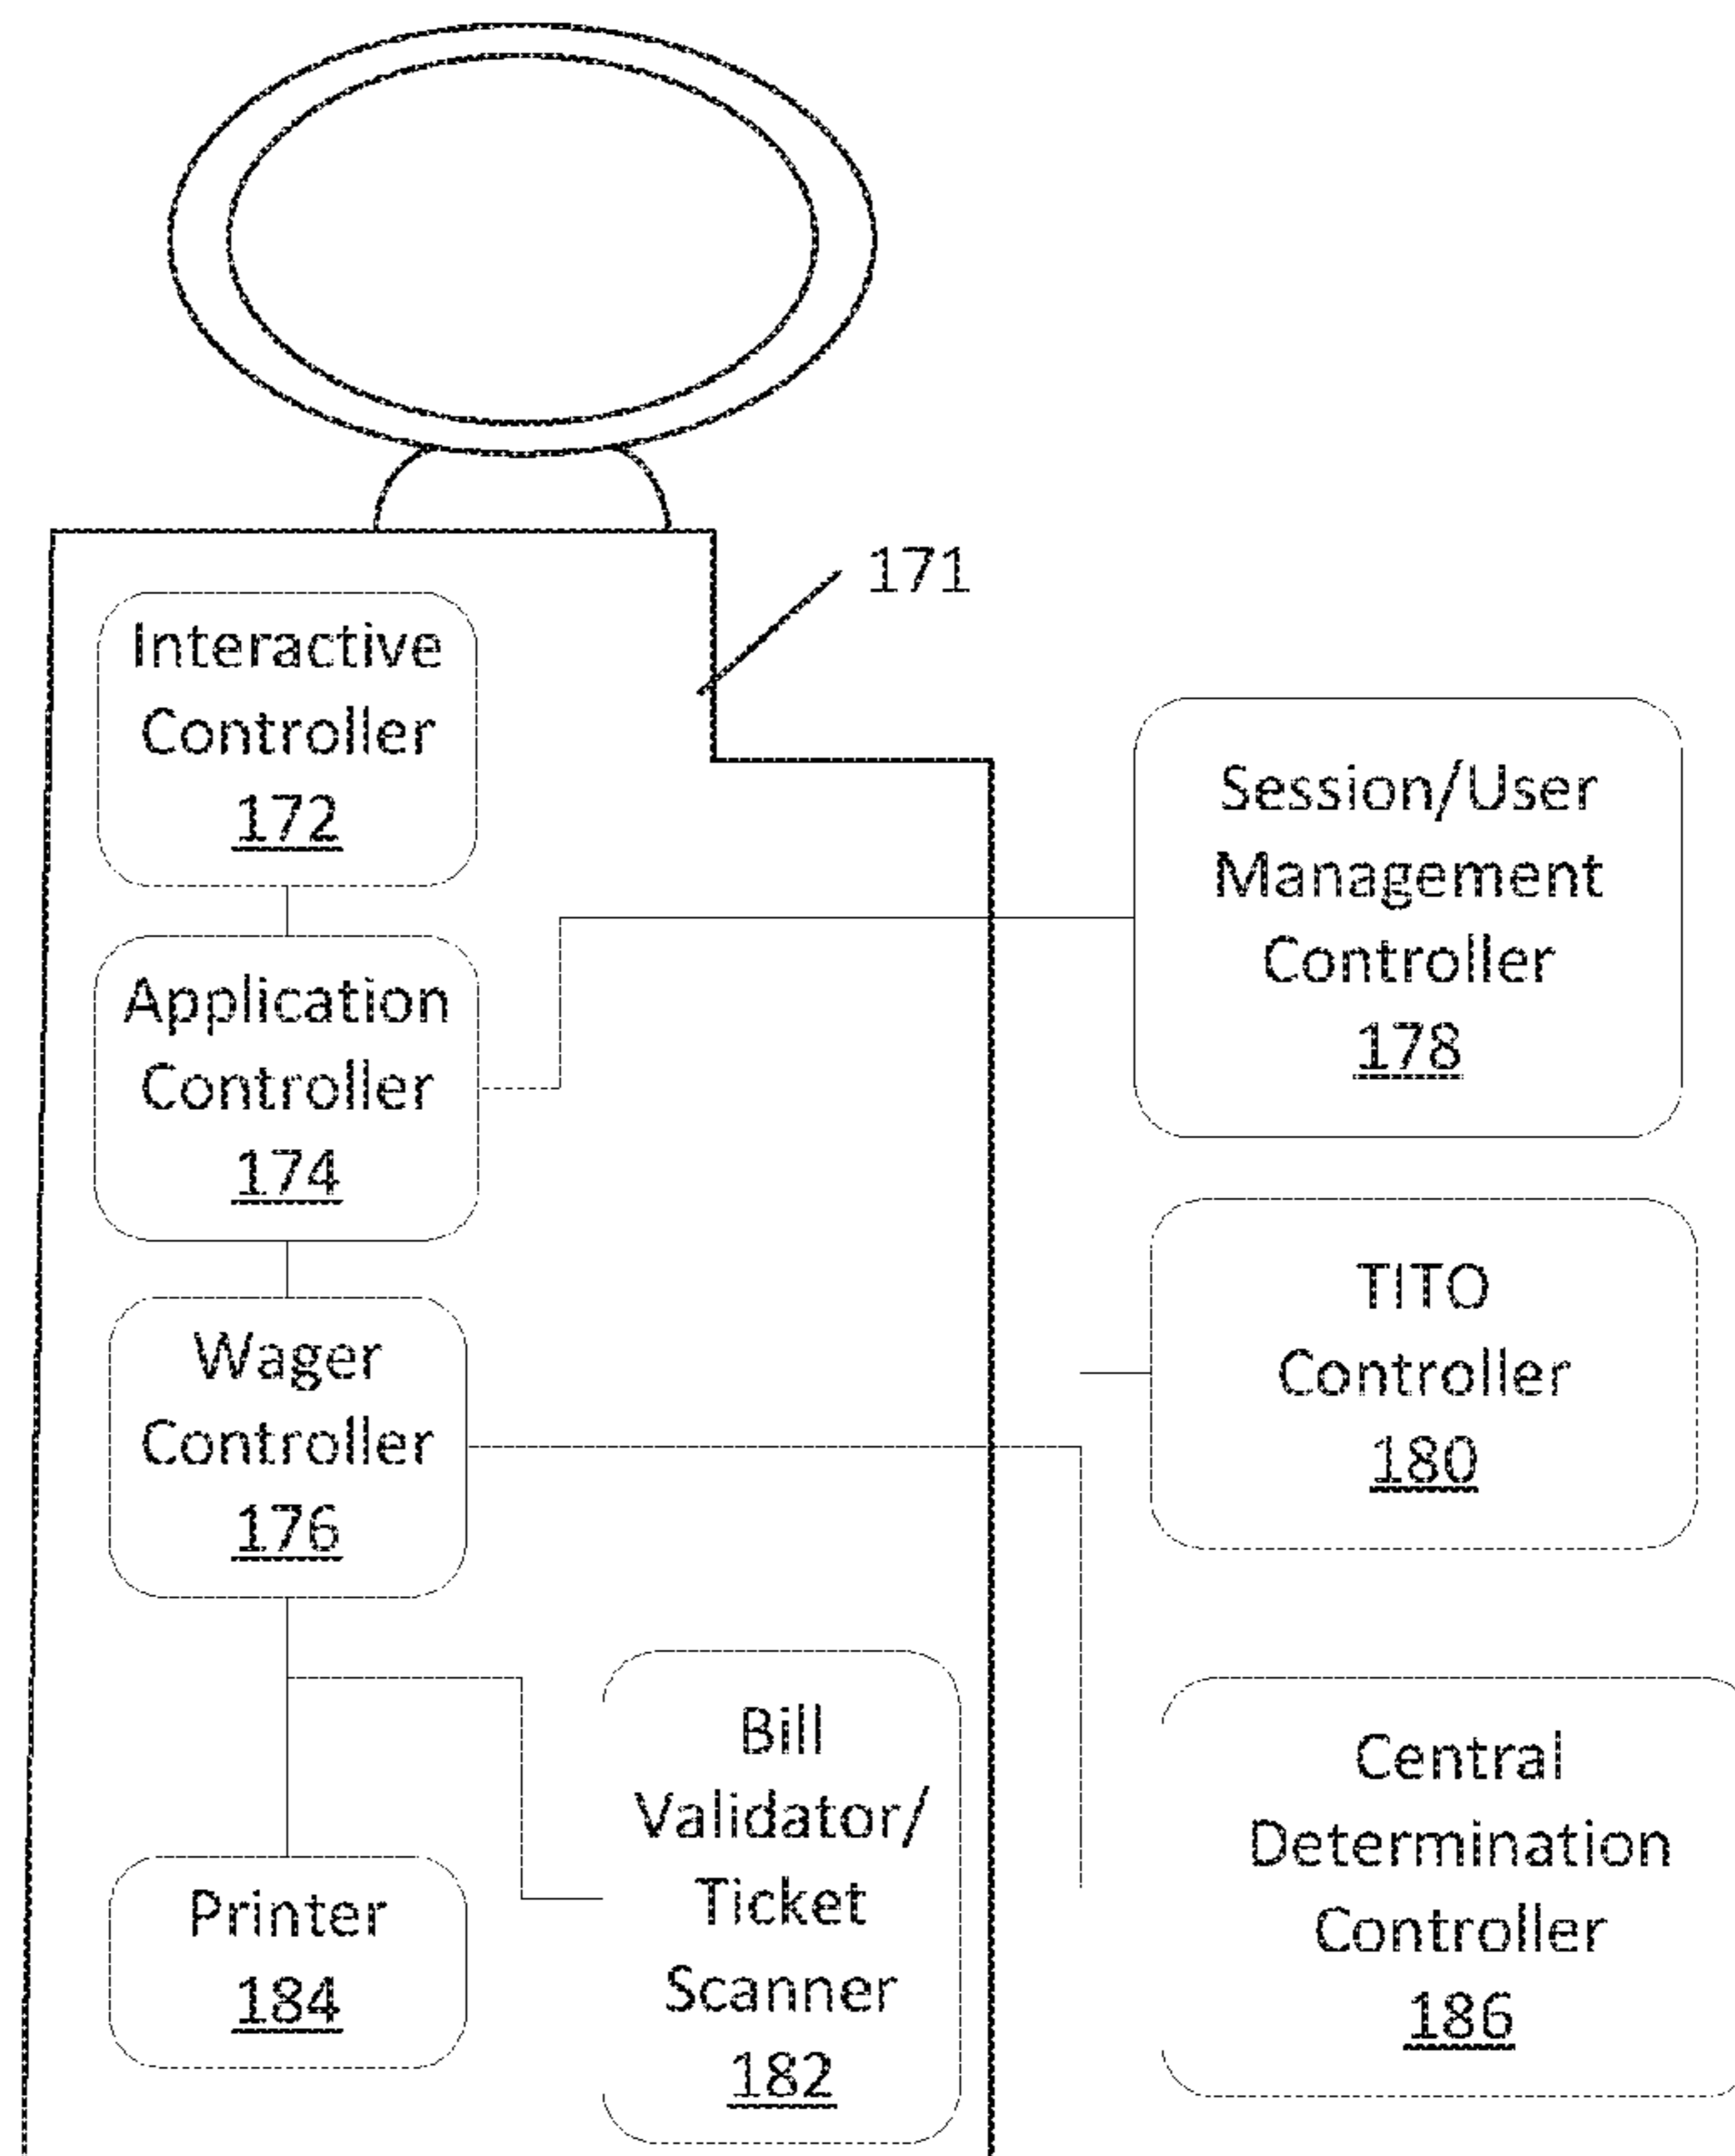 171
Interactive
Controller
172
Application
Controller
174
Wager
Controller
176
Printer
184
Bill
Validator/
Ticket
Scanner
182
Session/User
Management
Controller
178
TITO
Controller
180
Central
Determination
Controller
186